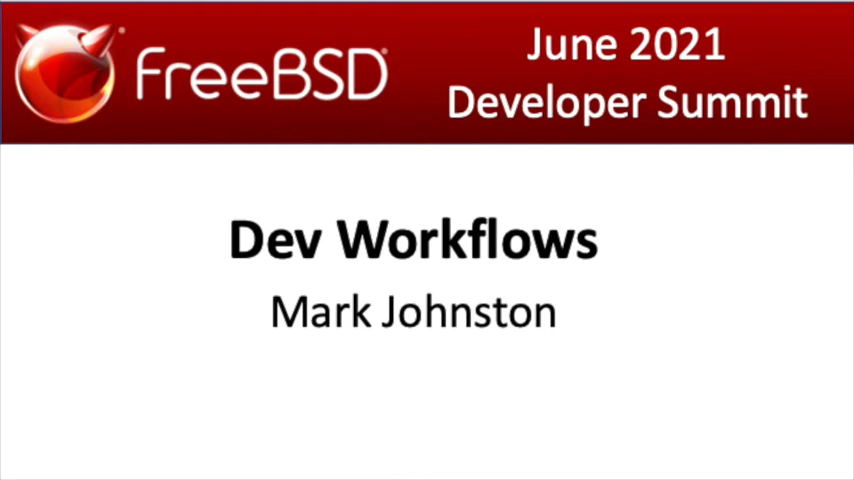 FreeBSD
June 2021
Developer Summit
Dev Workflows
Mark Johnston